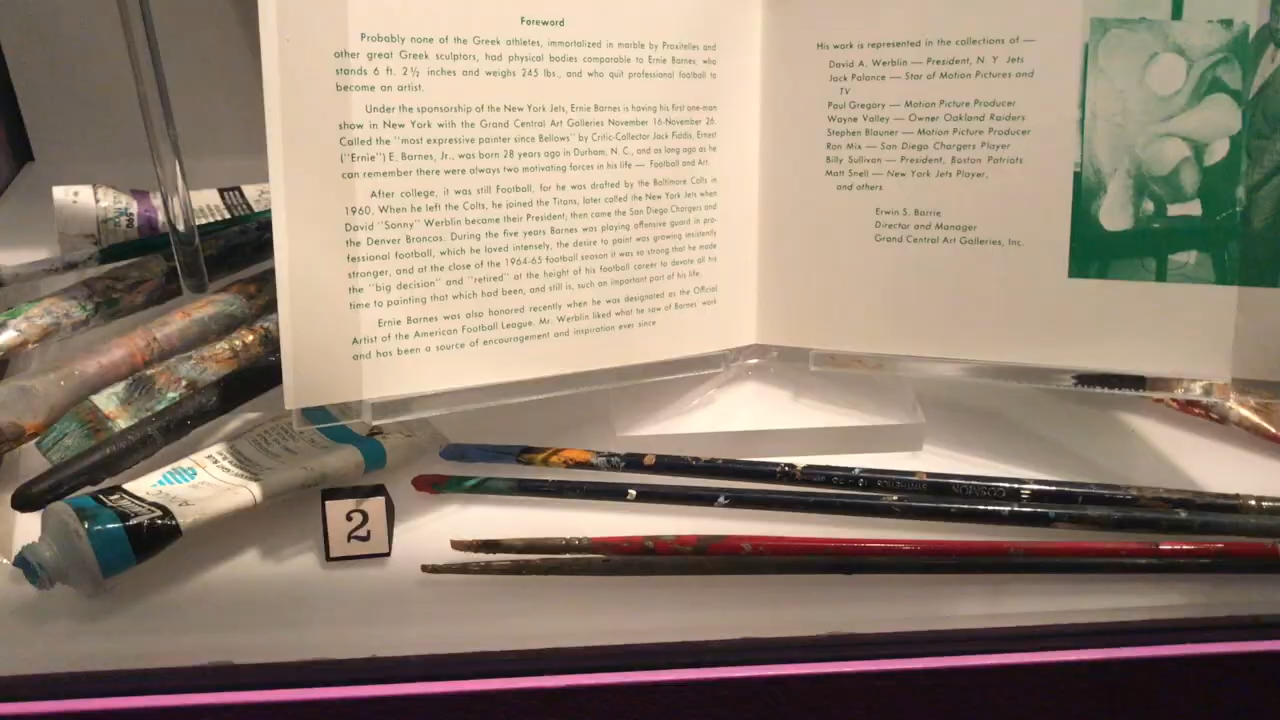 Foreword
Probably none of the Greek athletes, immortalized in marble by Praxitelles and
other great Greek sculptors, had physical bodies comparable to Ernie Barnes, who
stands 6 ft. 2½ inches and weighs 245 lbs., and who quit professional football to
become an artist.
Under the sponsorship of the New York Jets, Ernie Barnes is having his first one-man
show in New York with the Grand Central Art Galleries November 16-November 26.
Called the "most expressive painter since Bellows" by Critic-Collector Jack Fiddis, Ernest
("Ernie") E. Barnes, Jr., was born 28 years ago in Durham, N. C., and as long ago as he
can remember there were always two motivating forces in his life — Football and Art.
After college, it was still Football, for he was drafted by the Baltimore Colts in
1960. When he left the Colts, he joined the Titans, later called the New York Jets when
David "Sonny" Werblin became their President; then came the San Diego Chargers and
the Denver Broncos. During the five years Barnes was playing offensive guard in pro-
fessional football, which he loved intensely, the desire to paint was growing insistently
stronger, and at the close of the 1964-65 football season it was so strong that he made
the "big decision" and "retired" at the height of his football career to devote all his
time to painting that which had been, and still is, such an important part of his life.
Ernie Barnes was also honored recently when he was designated as the Official
Artist of the American Football League. Mr. Werblin liked what he saw of Barnes' work
and has been a source of encouragement and inspiration ever since
His work is represented in the collections of —
David A. Werblin — President, N. Y Jets
Jack Palance — Star of Motion Pictures and
TV
Paul Gregory — Motion Picture Producer
Wayne Valley — Owner Oakland Raiders
Stephen Blauner — Motion Picture Producer
Ron Mix — San Diego Chargers Player
Billy Sullivan — President, Boston Patriots
Matt Snell — New York Jets Player,
and others.
Erwin S. Barrie
Director and Manager
Grand Central Art Galleries, Inc.
2
COSMON